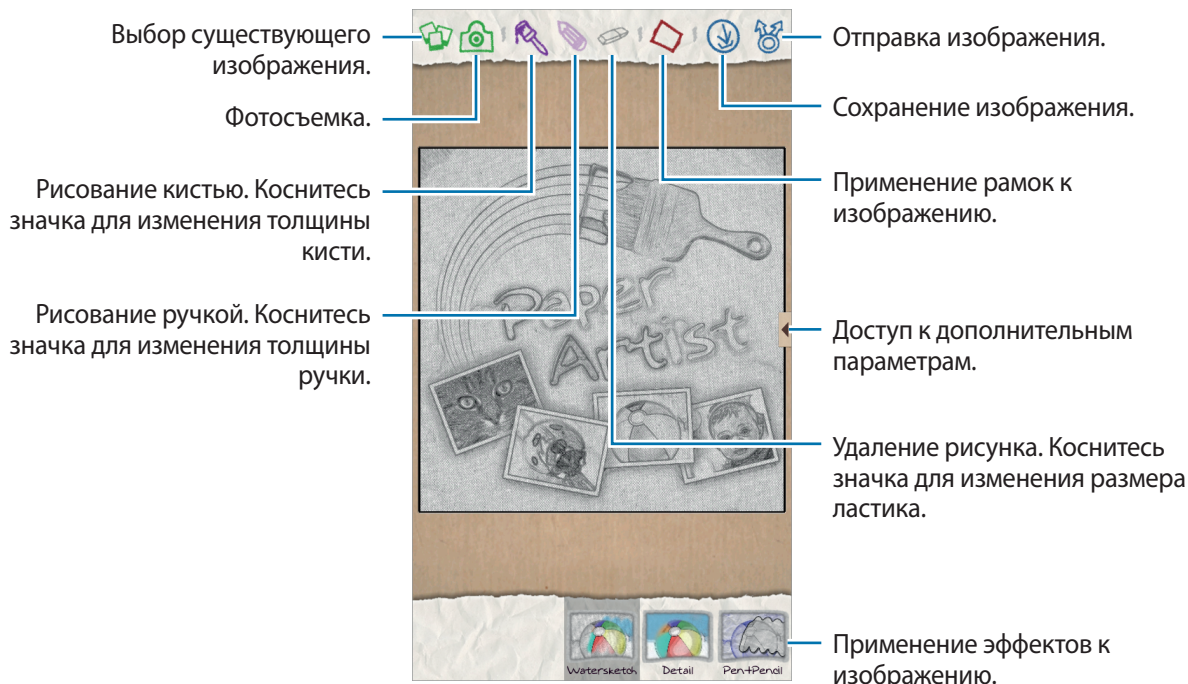 Выбор существующего
изображения.
Фотосъемка.
Рисование кистью. Коснитесь
значка для изменения толщины
кисти.
Рисование ручкой. Коснитесь
значка для изменения толщины
ручки.
Paper
Artist
Watersketch
Detail
Pen+Pencil
Отправка изображения.
Сохранение изображения.
Применение рамок к
изображению.
Доступ к дополнительным
параметрам.
Удаление рисунка. Коснитесь
значка для изменения размера
ластика.
Применение эффектов к
изображению.